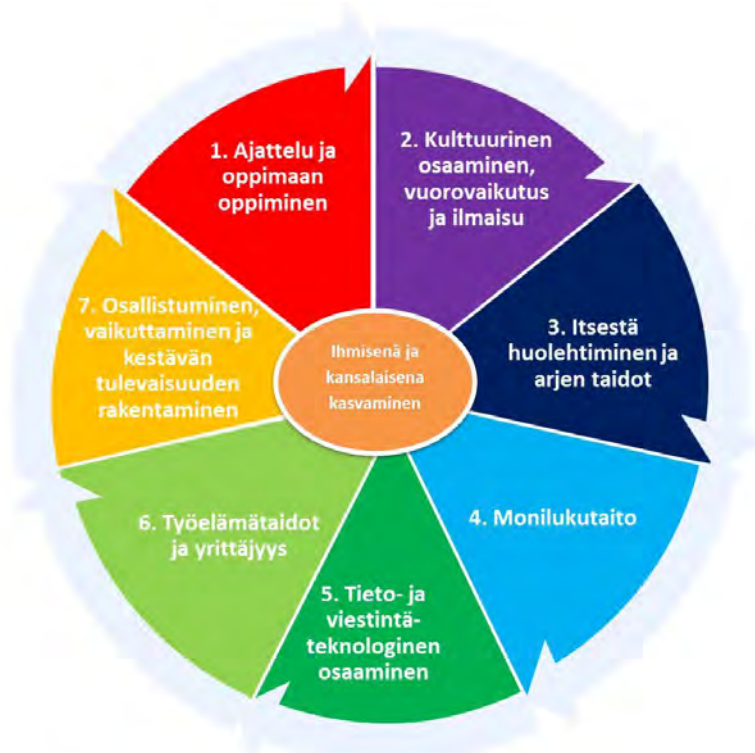 1. Ajattelu ja
oppimaan
oppiminen
2. Kulttuurinen
osaaminen,
vuorovaikutus
ja ilmaisu
3. Itsestä
huolehtiminen ja
arjen taidot
4. Monilukutaito
5. Tieto- ja
viestintä-
teknologinen
osaaminen
6. Työelämätaidot
ja yrittäjyys
7. Osallistuminen,
vaikuttaminen ja
kestävän
tulevaisuuden
rakentaminen
Ihmisenä ja
kansalaisena
kasvaminen